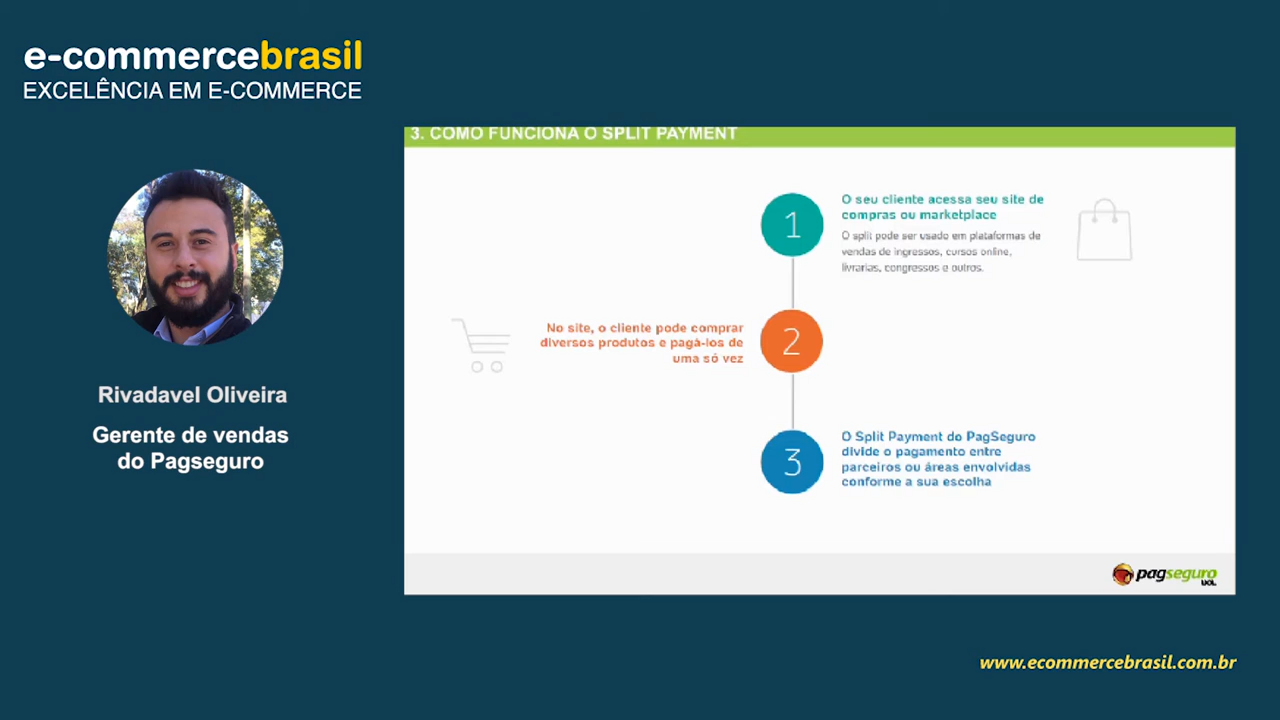 e-commercebrasil
EXCELÊNCIA EM E-COMMERCE
Rivadavel Oliveira
Gerente de vendas
do Pagseguro
3. COMO FUNCIONA O SPLIT PAYMENT
1
O seu cliente acessa seu site de
compras ou marketplace
O split pode ser usado em plataformas de
vendas de ingressos, cursos online,
livrarias, congressos e outros.
No site, o cliente pode comprar
diversos produtos e pagá-los de
uma só vez
2
3
O Split Payment do PagSeguro
divide o pagamento entre
parceiros ou áreas envolvidas
conforme a sua escolha
pagseguro
UOL
www.ecommercebrasil.com.br